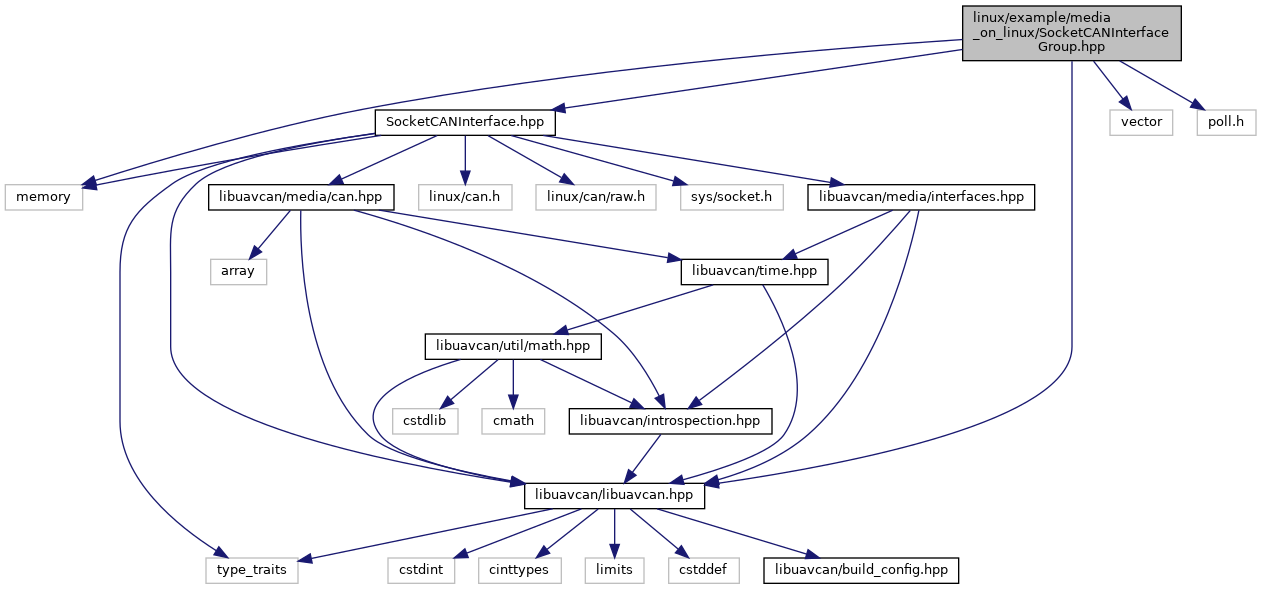 linux/example/media
_on_linux/SocketCANInterface
Group.hpp
SocketCANInterface.hpp
vector
poll.h
memory
libuavcan/media/can.hpp
linux/can.h
linux/can/raw.h
sys/socket.h
libuavcan/media/interfaces.hpp
array
libuavcan/time.hpp
libuavcan/util/math.hpp
cstdlib
cmath
libuavcan/introspection.hpp
libuavcan/libuavcan.hpp
type_traits
cstdint
cinttypes
limits
cstddef
libuavcan/build_config.hpp